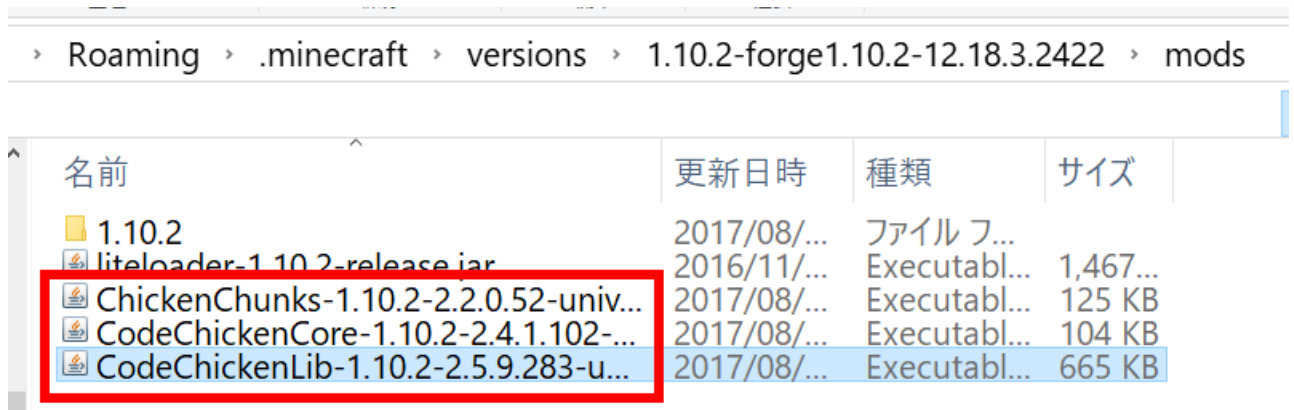 › Roaming › .minecraft › versions › 1.10.2-forge1.10.2-12.18.3.2422 › mods
名前 更新日時 種類 サイズ
1.10.2 2017/08/... ファイル フ...
liteloader-1.10.2-release.jar 2016/11/... Executabl... 1,467...
ChickenChunks-1.10.2-2.2.0.52-univ... 2017/08/... Executabl... 125 KB
CodeChickenCore-1.10.2-2.4.1.102-... 2017/08/... Executabl... 104 KB
CodeChickenLib-1.10.2-2.5.9.283-u... 2017/08/... Executabl... 665 KB